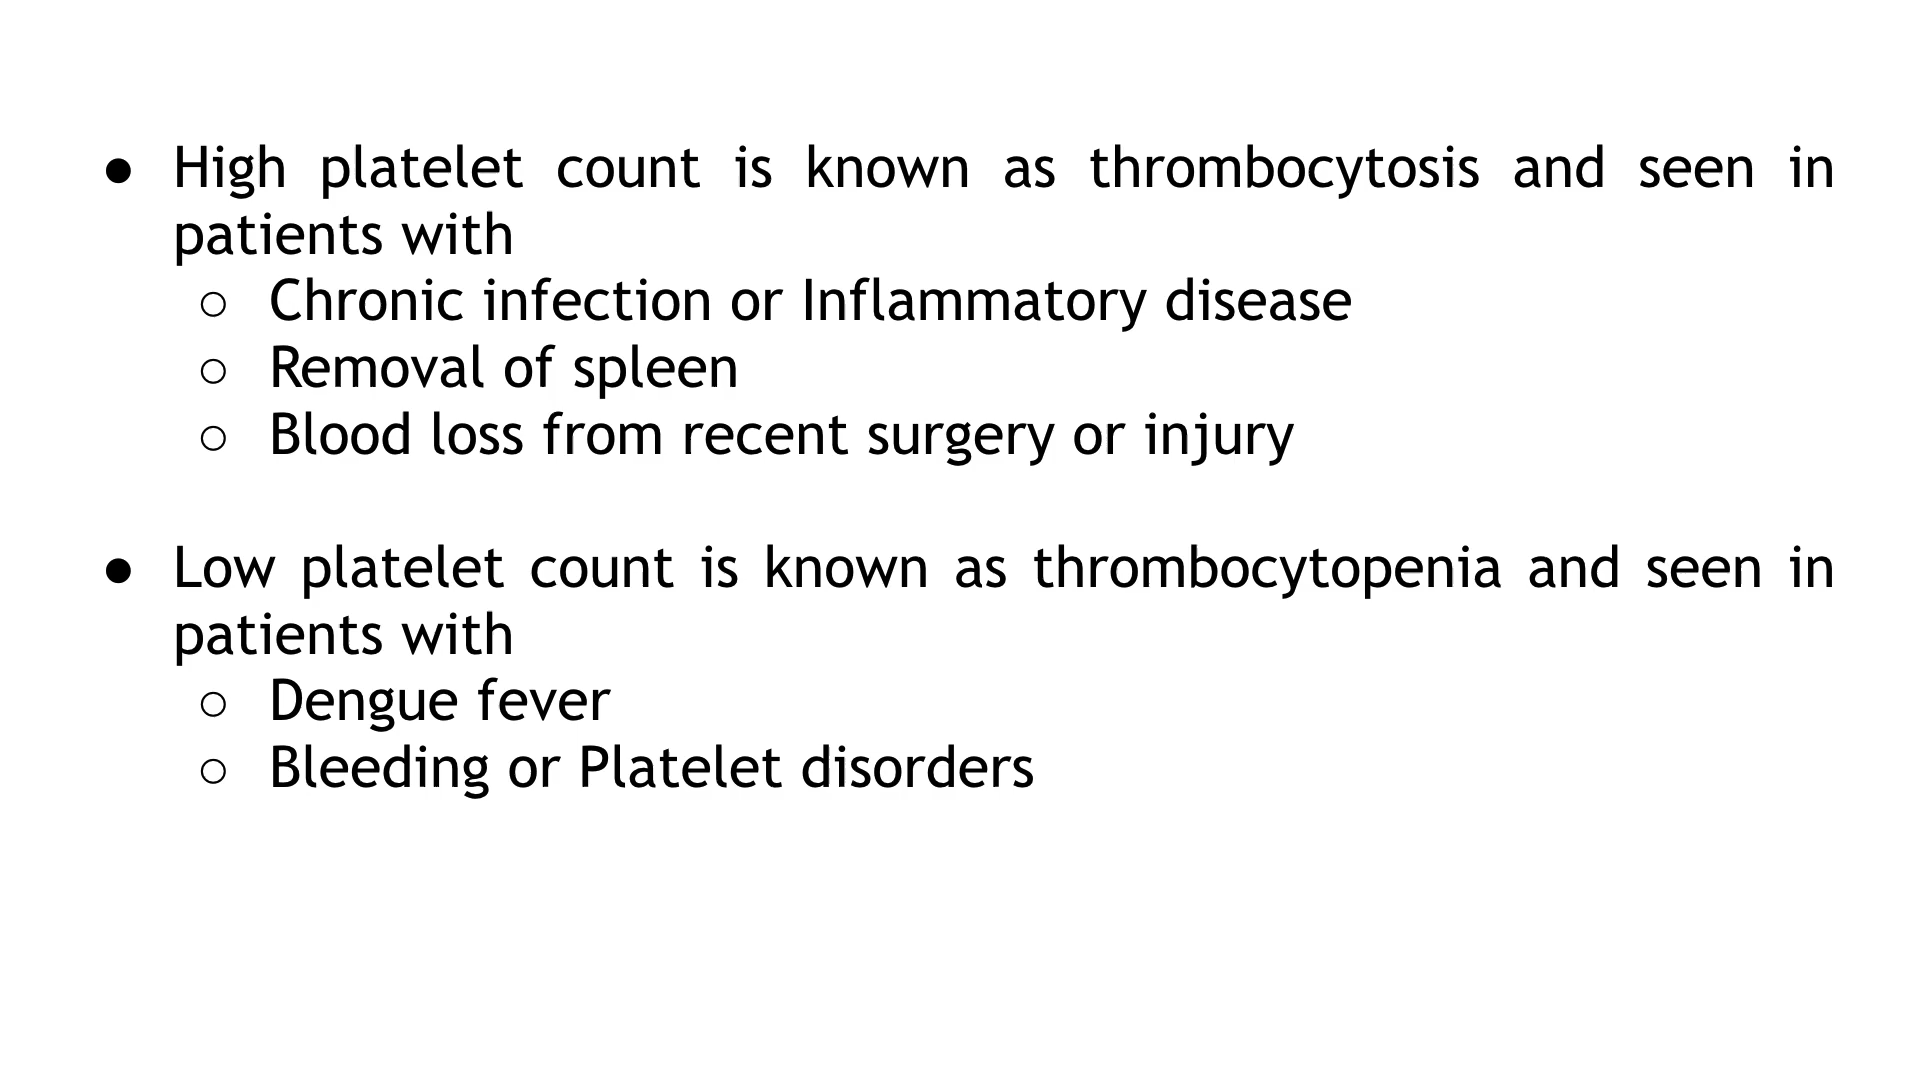 ● High platelet count is known as thrombocytosis and seen in
patients with
○ Chronic infection or Inflammatory disease
○ Removal of spleen
○ Blood loss from recent surgery or injury
● Low platelet count is known as thrombocytopenia and seen in
patients with
○ Dengue fever
○ Bleeding or Platelet disorders